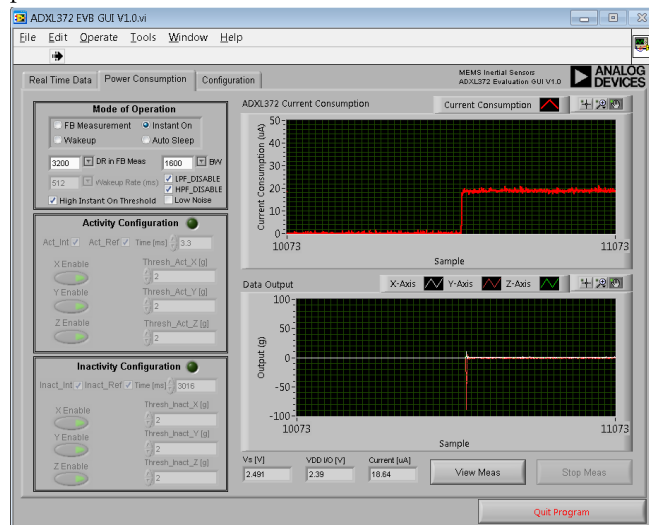 ADXL372 EVB GUI V1.0.vi
File Edit Operate Tools Window Help
Real Time Data Power Consumption Configuration
MEMS Inertial Sensors
ADXL372 Evaluation GUI V1.0
ANALOG
DEVICES
Mode of Operation
FB Measurement Instant On
Wakeup Auto Sleep
3200 DR in FB Meas 1600 BW
512 Wakeup Rate (ms) LPF_DISABLE
HPF_DISABLE
High Instant On Threshold Low Noise
Activity Configuration
Act_Int Act_Ref Time [ms] 3.3
X Enable Thresh_Act_X [g]
2
Y Enable Thresh_Act_Y [g]
2
Z Enable Thresh_Act_Z [g]
2
Inactivity Configuration
Inact_Int Inact_Ref Time [ms] 3016
X Enable Thresh_Inact_X [g]
2
Y Enable Thresh_Inact_Y [g]
2
Z Enable Thresh_Inact_Z [g]
2
ADXL372 Current Consumption Current Consumption
Current Consumption (uA)
50
40
30
20
10
0
10073 11073
Sample
Data Output X-Axis Y-Axis Z-Axis
Output (g)
100
50
0
-50
-100
10073 11073
Sample
Vs [V] VDD I/O [V] Current [uA]
2.491 2.39 18.64 View Meas Stop Meas
Quit Program